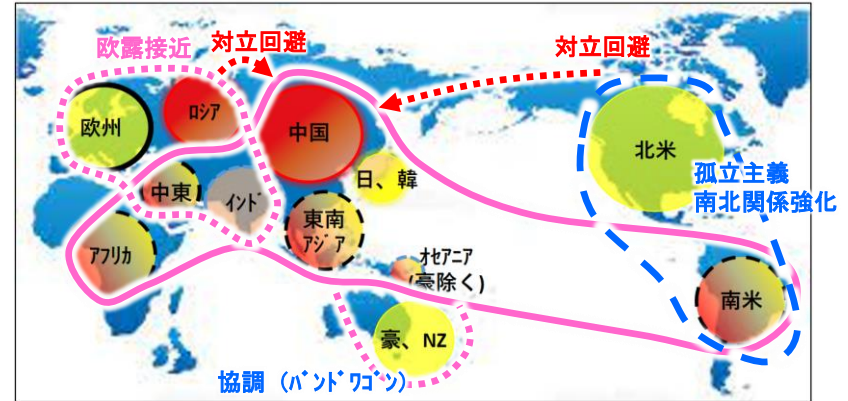 欧露接近
対立回避
対立回避
欧州
ロシア
中国
北米
日、韓
孤立主義
南北関係強化
中東
インド
東南
アジア
アフリカ
オセアニア
(豪除く)
南米
豪、NZ
協調（バンドワゴン）